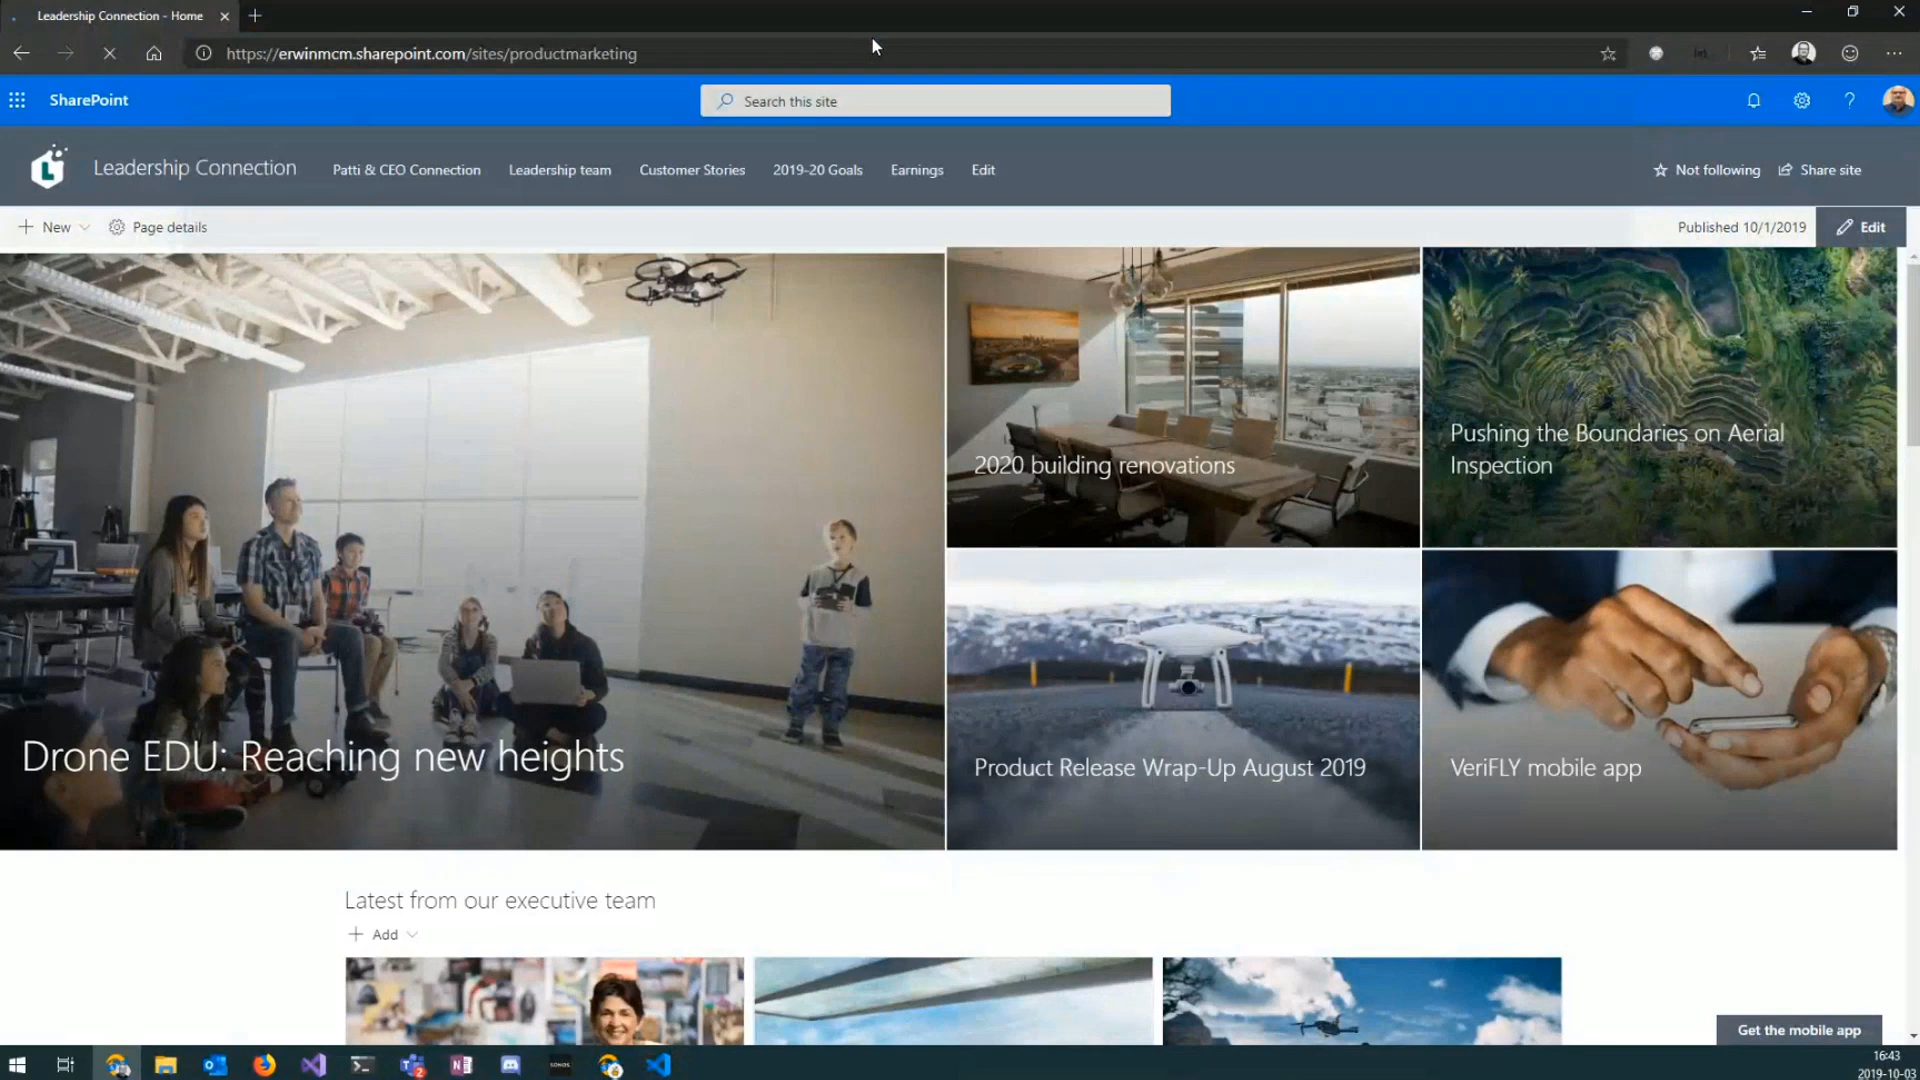 Leadership Connection - Home
https://erwinmcm.sharepoint.com/sites/productmarketing
SharePoint
Search this site
L
Leadership Connection
Patti & CEO Connection
Leadership team
Customer Stories
2019-20 Goals
Earnings
Edit
Not following
Share site
New
Page details
Published 10/1/2019
Edit
Drone EDU: Reaching new heights
2020 building renovations
Pushing the Boundaries on Aerial
Inspection
Product Release Wrap-Up August 2019
VeriFLY mobile app
Latest from our executive team
Add
Get the mobile app
SONOS
16:43
2019-10-03